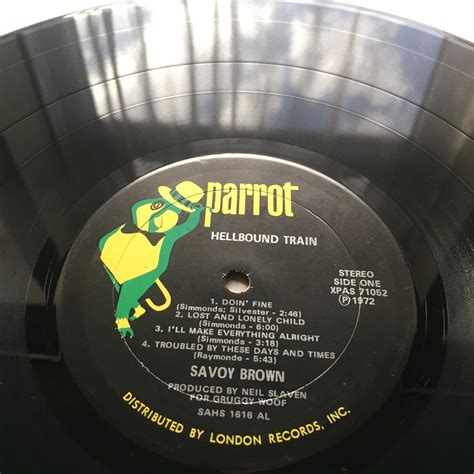 parrot
HELLBOUND TRAIN
STEREO
SIDE ONE
XPAS 71052
Ⓟ1972
1. DOIN' FINE
(Simmonds; Silvester - 2:46)
2. LOST AND LONELY CHILD
(Simmonds - 6:00)
3. I'LL MAKE EVERYTHING ALRIGHT
(Simmonds - 3:18)
4. TROUBLED BY THESE DAYS AND TIMES
(Raymonde - 5:43)
SAVOY BROWN
PRODUCED BY NEIL SLAVEN
FOR GRUGGY WOOF
SAHS 1616 AL
DISTRIBUTED BY LONDON RECORDS, INC.